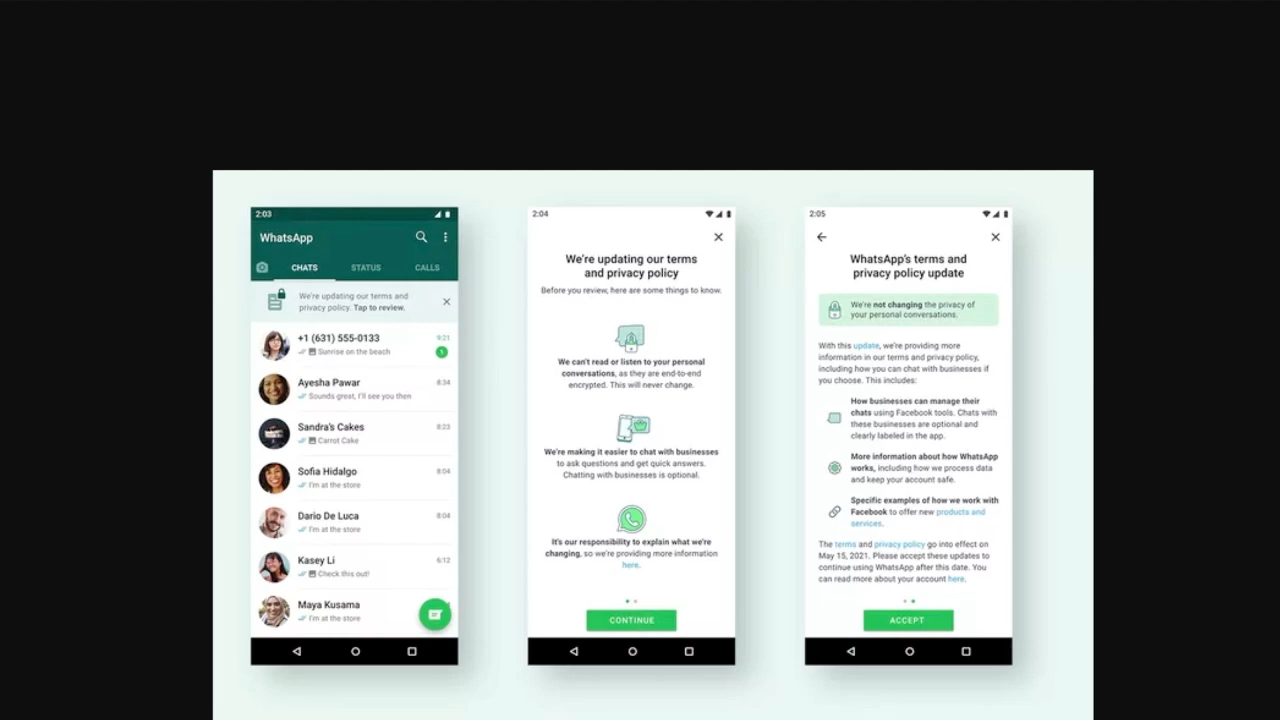 2:03
WhatsApp
CHATS STATUS CALLS
We're updating our terms and
privacy policy. Tap to review.
+1 (631) 555-0133 9:21
Sunrise on the beach 1
Ayesha Pawar 8:34
Sounds great, I'll see you then
Sandra's Cakes 8:23
Carrot Cake
Sofia Hidalgo 8:04
I'm at the store
Dario De Luca 8:04
I'm at the store
Kasey Li 6:12
Check this out!
Maya Kusama
I'm at the store
2:04
We're updating our terms
and privacy policy
Before you review, here are some things to know.
We can't read or listen to your personal
conversations, as they are end-to-end
encrypted. This will never change.
We're making it easier to chat with businesses
to ask questions and get quick answers.
Chatting with businesses is optional.
It's our responsibility to explain what we're
changing, so we're providing more information
here.
CONTINUE
2:05
WhatsApp's terms and
privacy policy update
We're not changing the privacy of
your personal conversations.
With this update, we're providing more
information in our terms and privacy policy,
including how you can chat with businesses if
you choose. This includes:
How businesses can manage their
chats using Facebook tools. Chats with
these businesses are optional and
clearly labeled in the app.
More information about how WhatsApp
works, including how we process data
and keep your account safe.
Specific examples of how we work with
Facebook to offer new products and
services.
The terms and privacy policy go into effect on
May 15, 2021. Please accept these updates to
continue using WhatsApp after this date. You
can read more about your account here.
ACCEPT